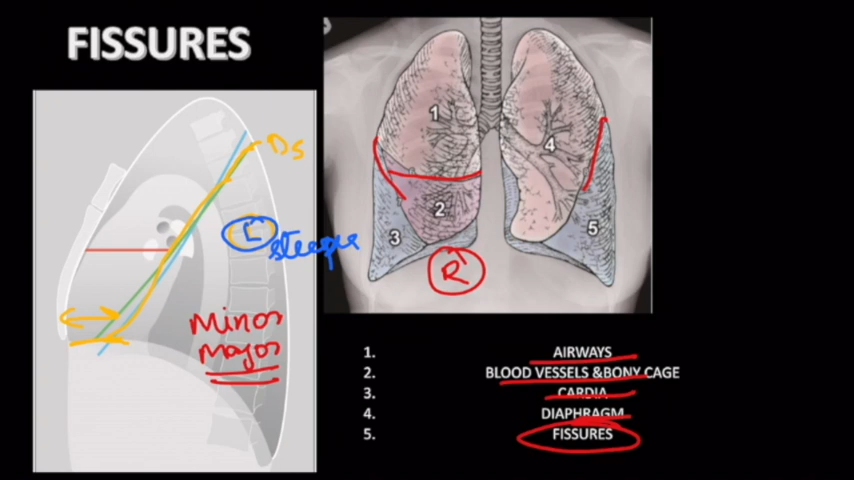 FISSURES
D5
L
steeper
Minor
Major
1
2
3
4
5
R
1. AIRWAYS
2. BLOOD VESSELS &BONY CAGE
3. CARDIA
4. DIAPHRAGM
5. FISSURES